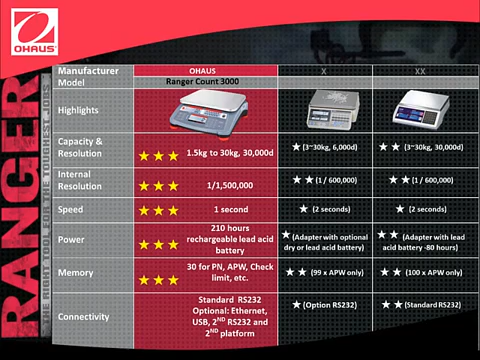 OHAUS
RANGER
THE RIGHT TOOL FOR THE TOUGHEST JOBS
Manufacturer OHAUS X XX
Model Ranger Count 3000
Highlights
Capacity &
Resolution 1.5kg to 30kg, 30,000d (3~30kg, 6,000d) (3~30kg, 30,000d)
Internal
Resolution 1/1,500,000 (1 / 600,000) (1 / 600,000)
Speed 1 second (2 seconds) (2 seconds)
Power 210 hours
rechargeable lead acid
battery
(Adapter with optional
dry or lead acid battery)
(Adapter with lead
acid battery -80 hours)
Memory 30 for PN, APW, Check
limit, etc.
(99 x APW only) (100 x APW only)
Connectivity Standard RS232
Optional: Ethernet,
USB, 2ND RS232 and
2ND platform
(Option RS232) (Standard RS232)